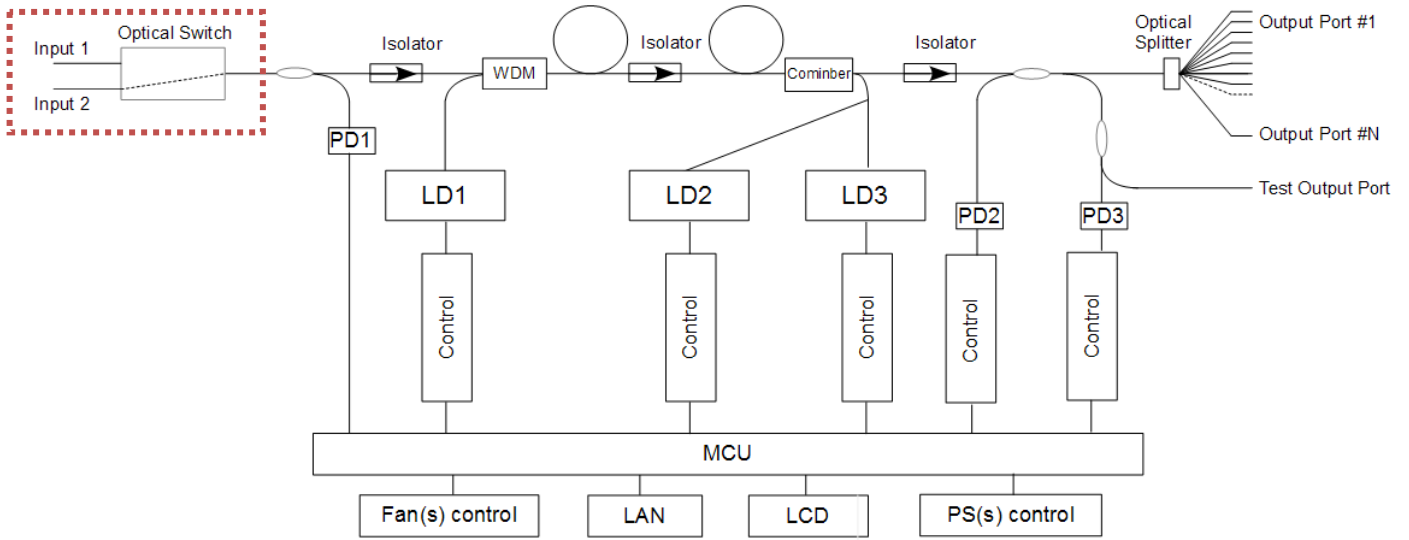 Optical Switch
Input 1
Input 2
Isolator
Isolator
Isolator
Optical
Splitter
Output Port #1
WDM
Cominber
PD1
Output Port #N
LD1
LD2
LD3
Test Output Port
PD2
PD3
Control
Control
Control
Control
Control
MCU
Fan(s) control
LAN
LCD
PS(s) control